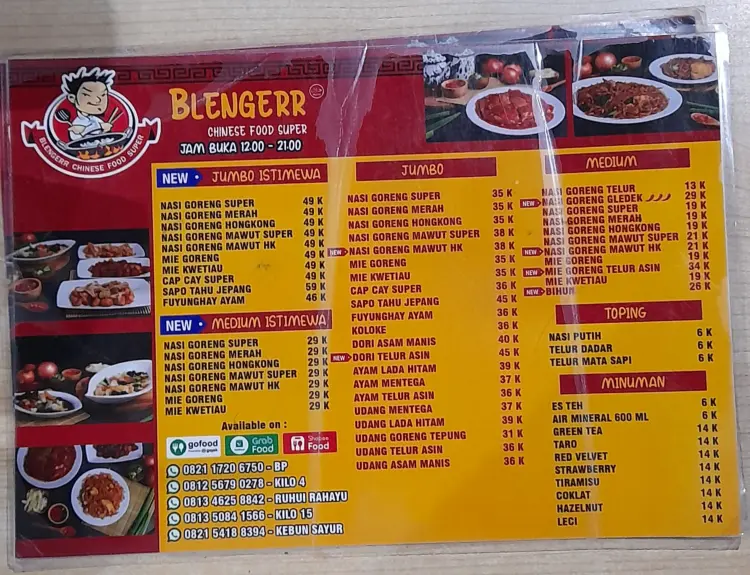 BLENGERR CHINESE FOOD SUPER
BLENGERR
CHINESE FOOD SUPER
JAM BUKA 12.00 - 21.00
NEW JUMBO ISTIMEWA
NASI GORENG SUPER 49 K
NASI GORENG MERAH 49 K
NASI GORENG HONGKONG 49 K
NASI GORENG MAWUT SUPER 49 K
NASI GORENG MAWUT HK 49 K
MIE GORENG 49 K
MIE KWETIAU 49 K
CAP CAY SUPER 49 K
SAPO TAHU JEPANG 59 K
FUYUNGHAY AYAM 46 K
NEW MEDIUM ISTIMEWA
NASI GORENG SUPER 29 K
NASI GORENG MERAH 29 K
NASI GORENG HONGKONG 29 K
NASI GORENG MAWUT SUPER 29 K
NASI GORENG MAWUT HK 29 K
MIE GORENG 29 K
MIE KWETIAU 29 K
Available on :
gofood
Grab Food
Shopee Food
0821 1720 6750 - BP
0812 5679 0278 - KILO 4
0813 4625 8842 - RUHUI RAHAYU
0813 5084 1566 - KILO 15
0821 5418 8394 - KEBUN SAYUR
JUMBO
NASI GORENG SUPER 35 K
NASI GORENG MERAH 35 K
NASI GORENG HONGKONG 35 K
NASI GORENG MAWUT SUPER 38 K
NEW NASI GORENG MAWUT HK 38 K
MIE GORENG 35 K
MIE KWETIAU 35 K
CAP CAY SUPER 36 K
SAPO TAHU JEPANG 45 K
FUYUNGHAY AYAM 36 K
KOLOKE 36 K
DORI ASAM MANIS 40 K
NEW DORI TELUR ASIN 45 K
AYAM LADA HITAM 39 K
AYAM MENTEGA 37 K
AYAM TELUR ASIN 36 K
UDANG MENTEGA 37 K
UDANG LADA HITAM 39 K
UDANG GORENG TEPUNG 31 K
UDANG TELUR ASIN 36 K
UDANG ASAM MANIS 36 K
MEDIUM
NASI GORENG TELUR 13 K
NEW NASI GORENG GLEDEK 29 K
NASI GORENG SUPER 19 K
NASI GORENG MERAH 19 K
NASI GORENG HONGKONG 19 K
NASI GORENG MAWUT SUPER 21 K
NEW NASI GORENG MAWUT HK 21 K
MIE GORENG 19 K
NEW MIE GORENG TELUR ASIN 34 K
MIE KWETIAU 19 K
NEW BIHUN 26 K
TOPING
NASI PUTIH 6 K
TELUR DADAR 6 K
TELUR MATA SAPI 6 K
MINUMAN
ES TEH 6 K
AIR MINERAL 600 ML 6 K
GREEN TEA 14 K
TARO 14 K
RED VELVET 14 K
STRAWBERRY 14 K
TIRAMISU 14 K
COKLAT 14 K
HAZELNUT 14 K
LECI 14 K